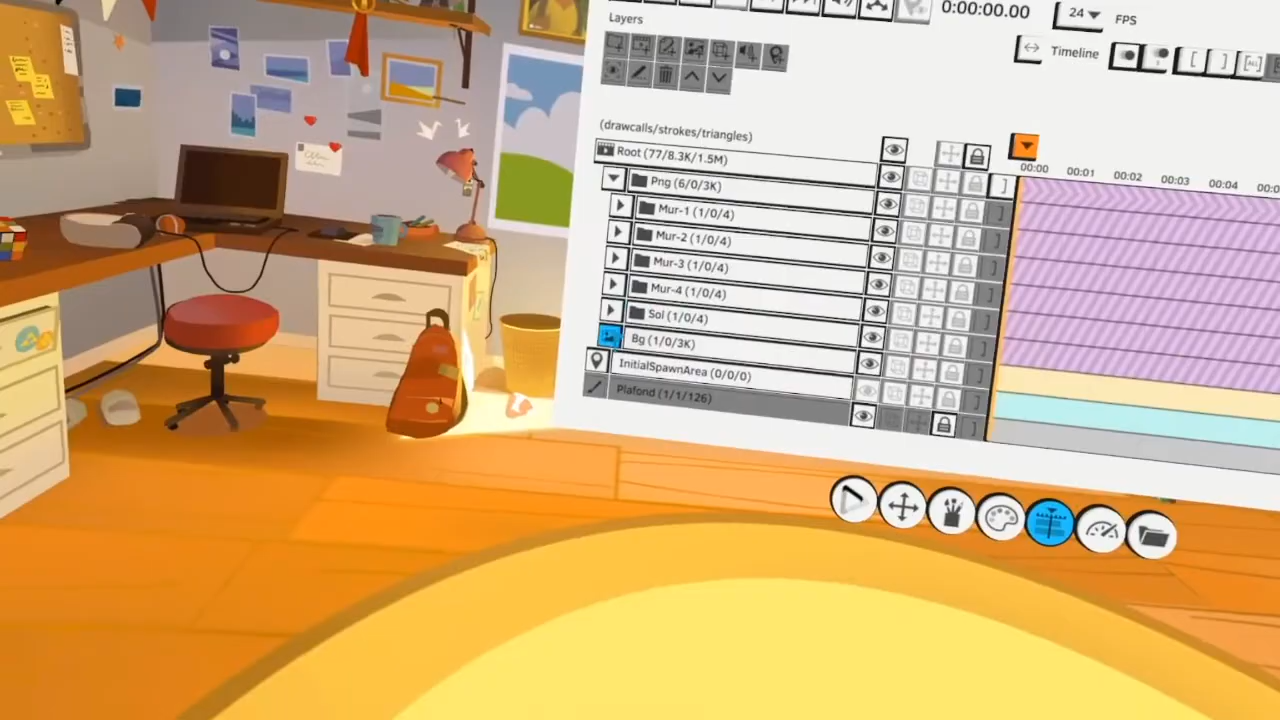 0:00:00.00
24 FPS
Layers
Timeline
[ ] [ALL]
(drawcalls/strokes/triangles)
Root (77/8.3K/1.5M)
00:00 00:01 00:02 00:03 00:04
Png (6/0/3K)
Mur-1 (1/0/4)
Mur-2 (1/0/4)
Mur-3 (1/0/4)
Mur-4 (1/0/4)
Sol (1/0/4)
Bg (1/0/3K)
InitialSpawnArea (0/0/0)
Plafond (1/1/126)